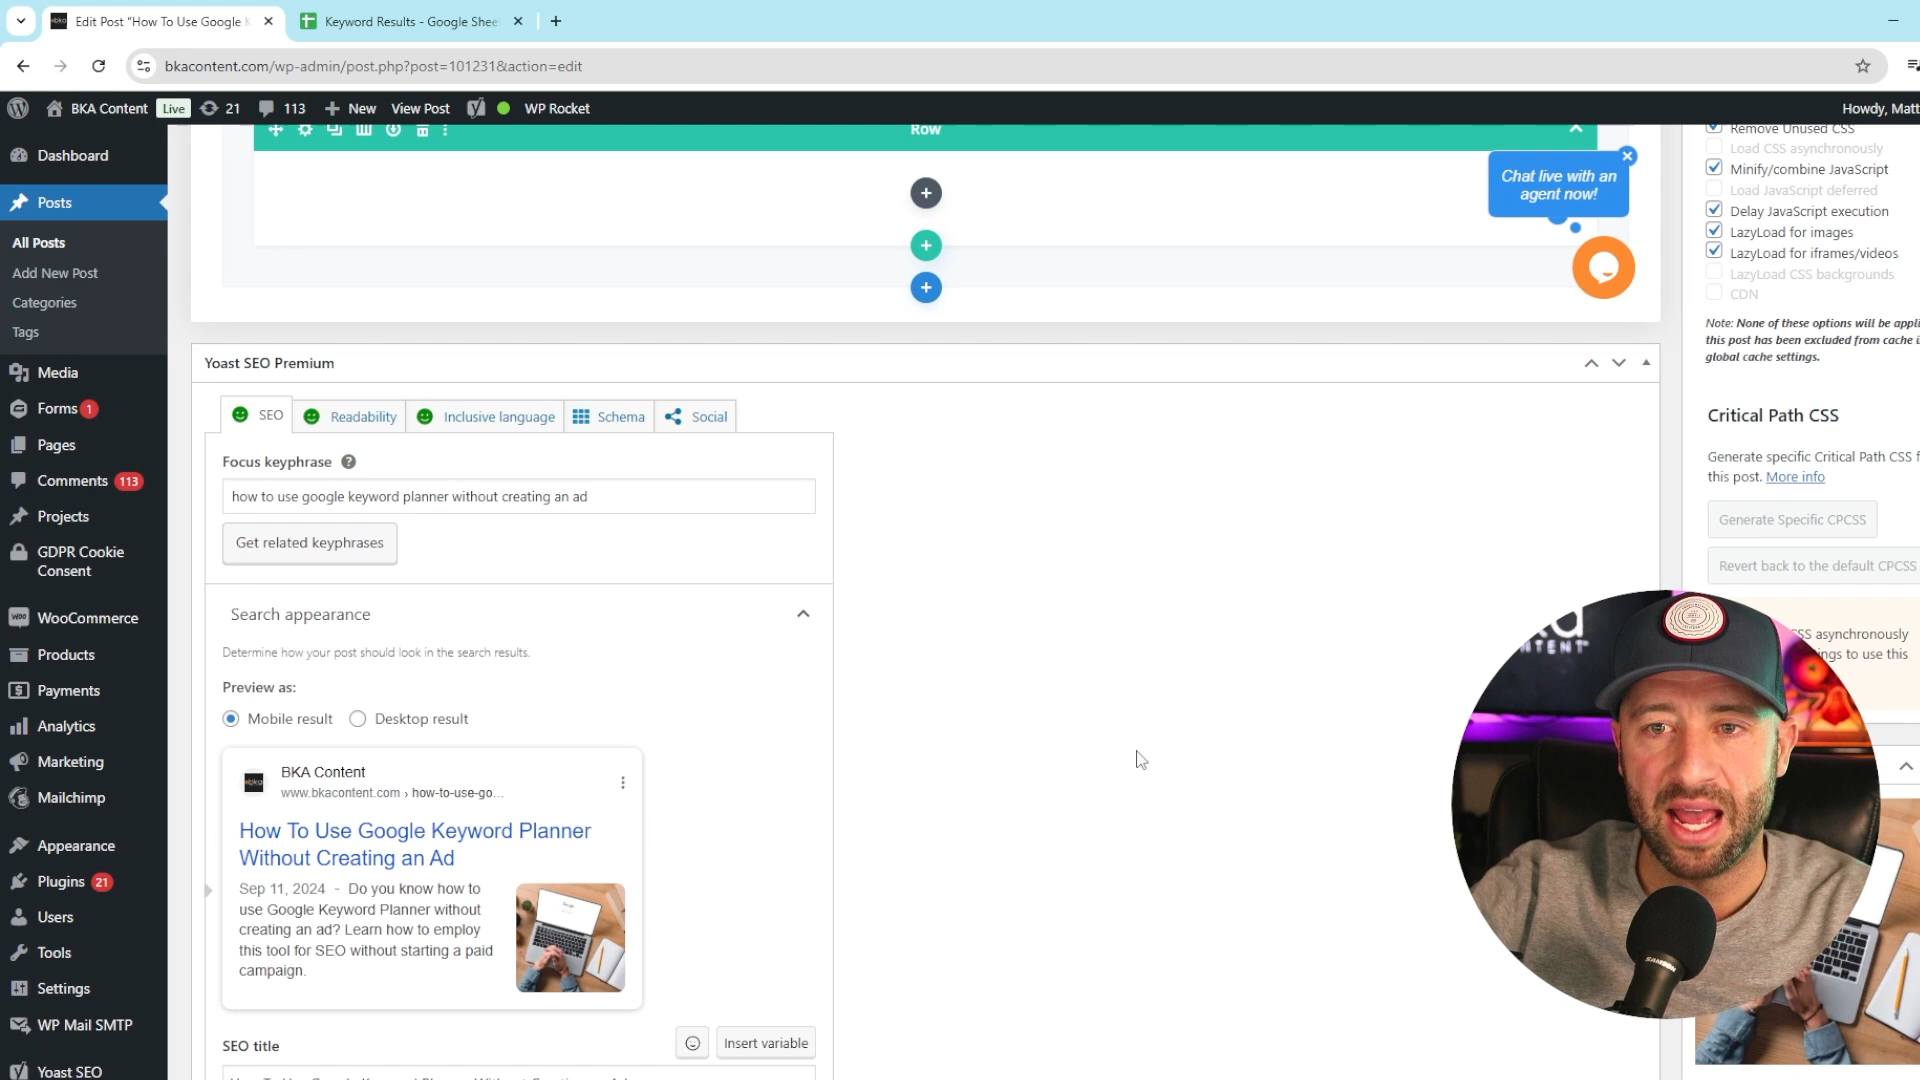 Edit Post “How To Use Google K
Keyword Results - Google Shee
bkacontent.com/wp-admin/post.php?post=101231&action=edit
BKA Content
Live
21
113
New
View Post
WP Rocket
Howdy, Matt
Dashboard
Posts
All Posts
Add New Post
Categories
Tags
Media
Forms 1
Pages
Comments 113
Projects
GDPR Cookie
Consent
WooCommerce
Products
Payments
Analytics
Marketing
Mailchimp
Appearance
Plugins 21
Users
Tools
Settings
WP Mail SMTP
Yoast SEO
Row
Chat live with an
agent now!
Yoast SEO Premium
SEO
Readability
Inclusive language
Schema
Social
Focus keyphrase
how to use google keyword planner without creating an ad
Get related keyphrases
Search appearance
Determine how your post should look in the search results.
Preview as:
Mobile result
Desktop result
BKA Content
www.bkacontent.com › how-to-use-go...
How To Use Google Keyword Planner
Without Creating an Ad
Sep 11, 2024 - Do you know how to
use Google Keyword Planner without
creating an ad? Learn how to employ
this tool for SEO without starting a paid
campaign.
SEO title
Insert variable
Remove Unused CSS
Load CSS asynchronously
Minify/combine JavaScript
Load JavaScript deferred
Delay JavaScript execution
LazyLoad for images
LazyLoad for iframes/videos
LazyLoad CSS backgrounds
CDN
Note: None of these options will be appli
this post has been excluded from cache i
global cache settings.
Critical Path CSS
Generate specific Critical Path CSS f
this post. More info
Generate Specific CPCSS
Revert back to the default CPCSS
SS asynchronously
ings to use this
SAMSON